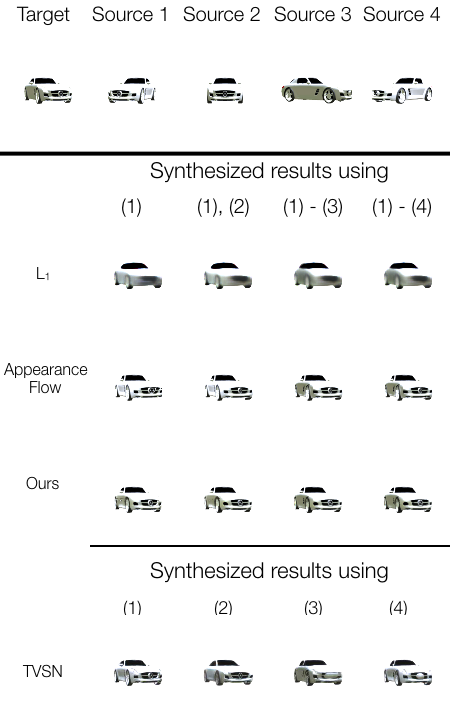 Target Source 1 Source 2 Source 3 Source 4
Synthesized results using
(1) (1), (2) (1) - (3) (1) - (4)
L1
Appearance
Flow
Ours
Synthesized results using
(1) (2) (3) (4)
TVSN